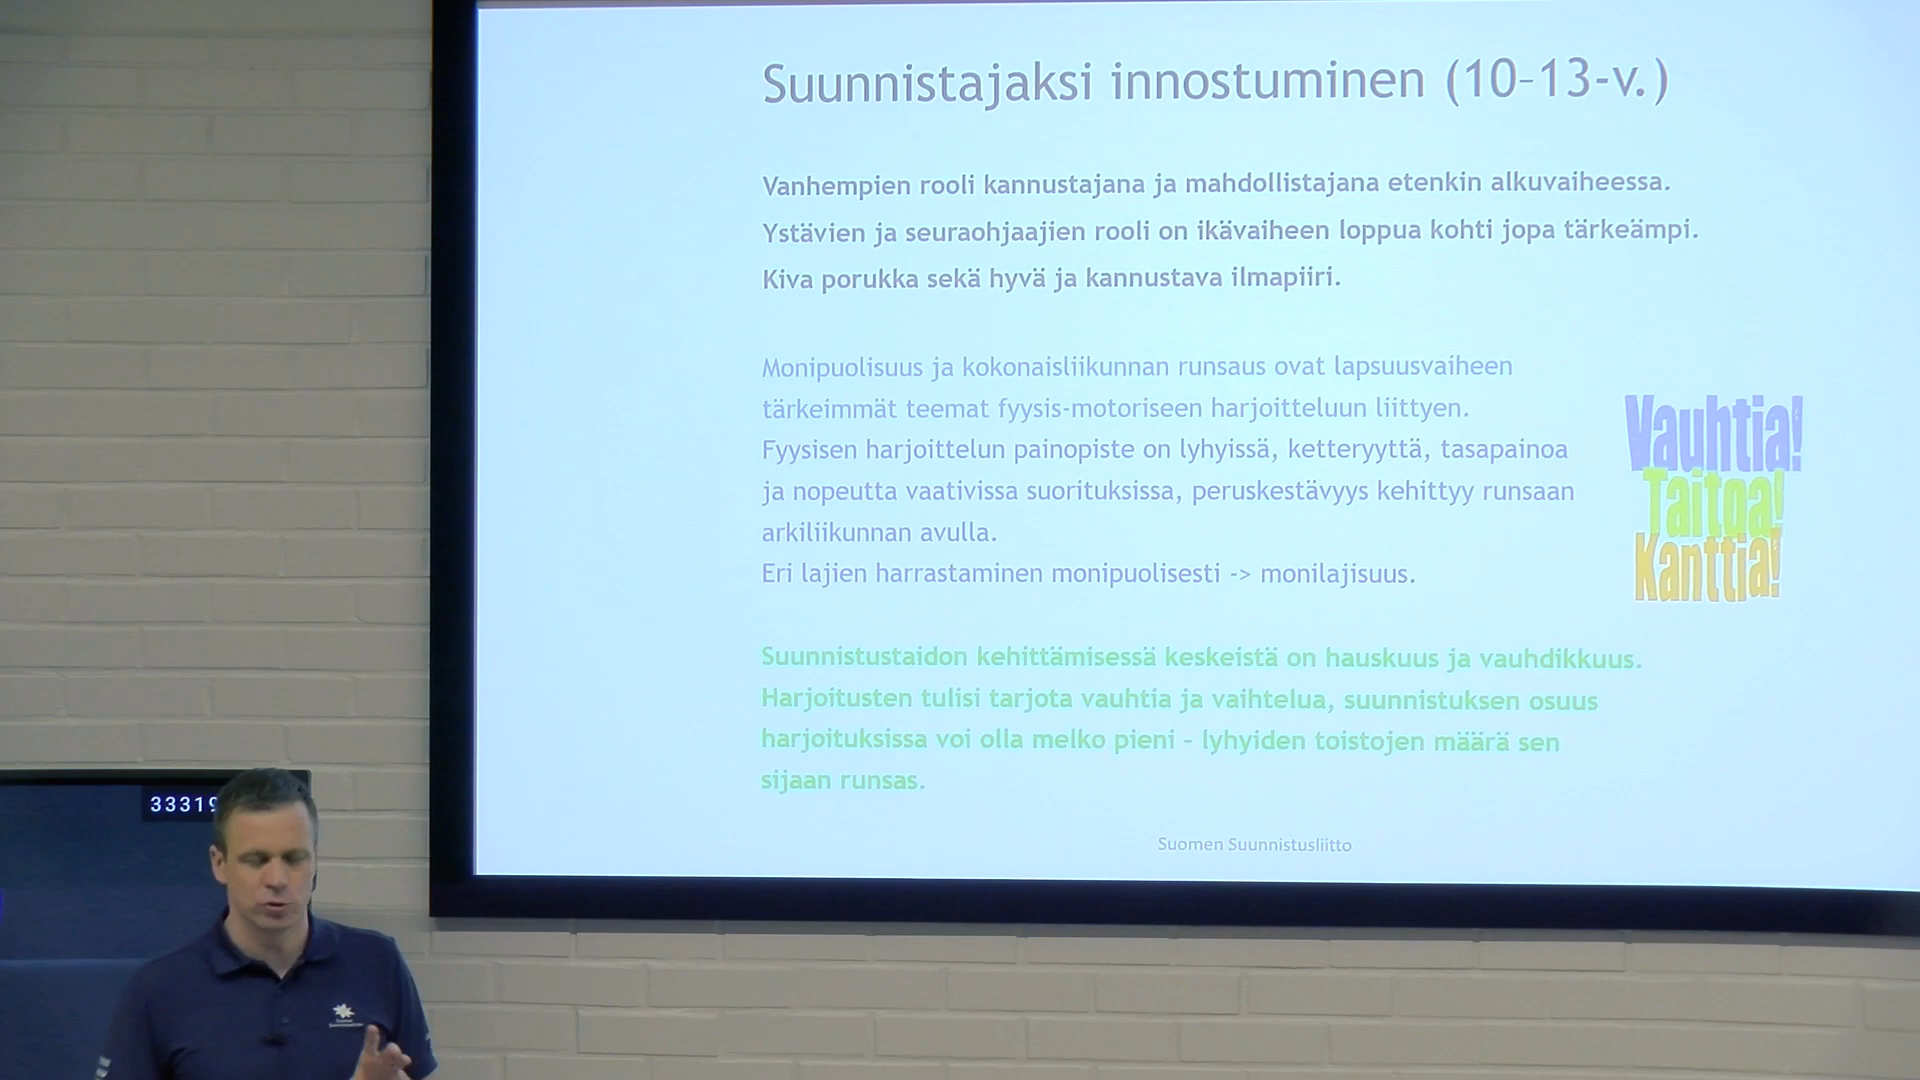 Suunnistajaksi innostuminen (10-13-v.)
Vanhempien rooli kannustajana ja mahdollistajana etenkin alkuvaiheessa.
Ystävien ja seuraohjaajien rooli on ikävaiheen loppua kohti jopa tärkeämpi.
Kiva porukka sekä hyvä ja kannustava ilmapiiri.
Monipuolisuus ja kokonaisliikunnan runsaus ovat lapsuusvaiheen
tärkeimmät teemat fyysis-motoriseen harjoitteluun liittyen.
Fyysisen harjoittelun painopiste on lyhyissä, ketteryyttä, tasapainoa
ja nopeutta vaativissa suorituksissa, peruskestävyys kehittyy runsaan
arkiliikunnan avulla.
Eri lajien harrastaminen monipuolisesti -> monilajisuus.
Vauhtia!
Taitoa!
Kanttia!
Suunnistustaidon kehittämisessä keskeistä on hauskuus ja vauhdikkuus.
Harjoitusten tulisi tarjota vauhtia ja vaihtelua, suunnistuksen osuus
harjoituksissa voi olla melko pieni – lyhyiden toistojen määrä sen
sijaan runsas.
Suomen Suunnistusliitto